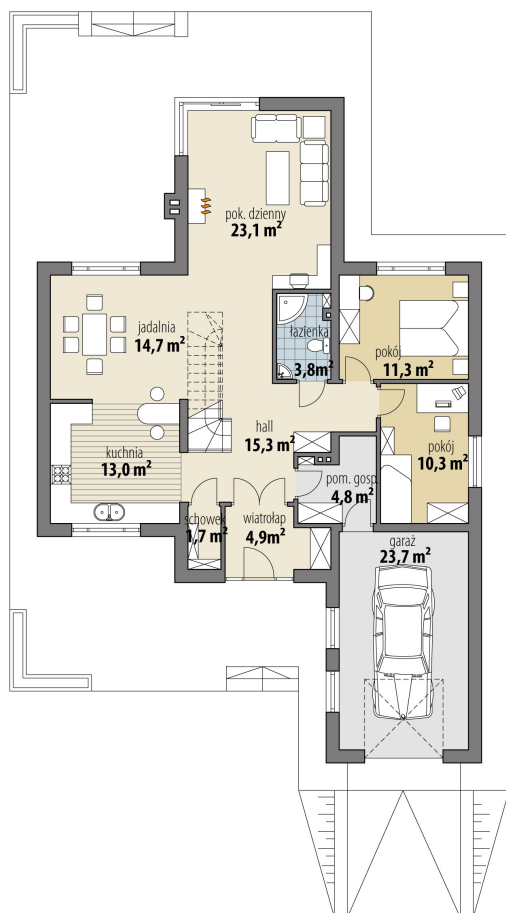 pok. dzienny
23,1 m²
jadalnia
14,7 m²
łazienka
3,8m²
pokój
11,3 m²
hall
15,3 m²
pokój
10,3 m²
kuchnia
13,0 m²
pom. gosp.
4,8 m²
schowek
1,7 m²
wiatrołap
4,9m²
garaż
23,7 m²